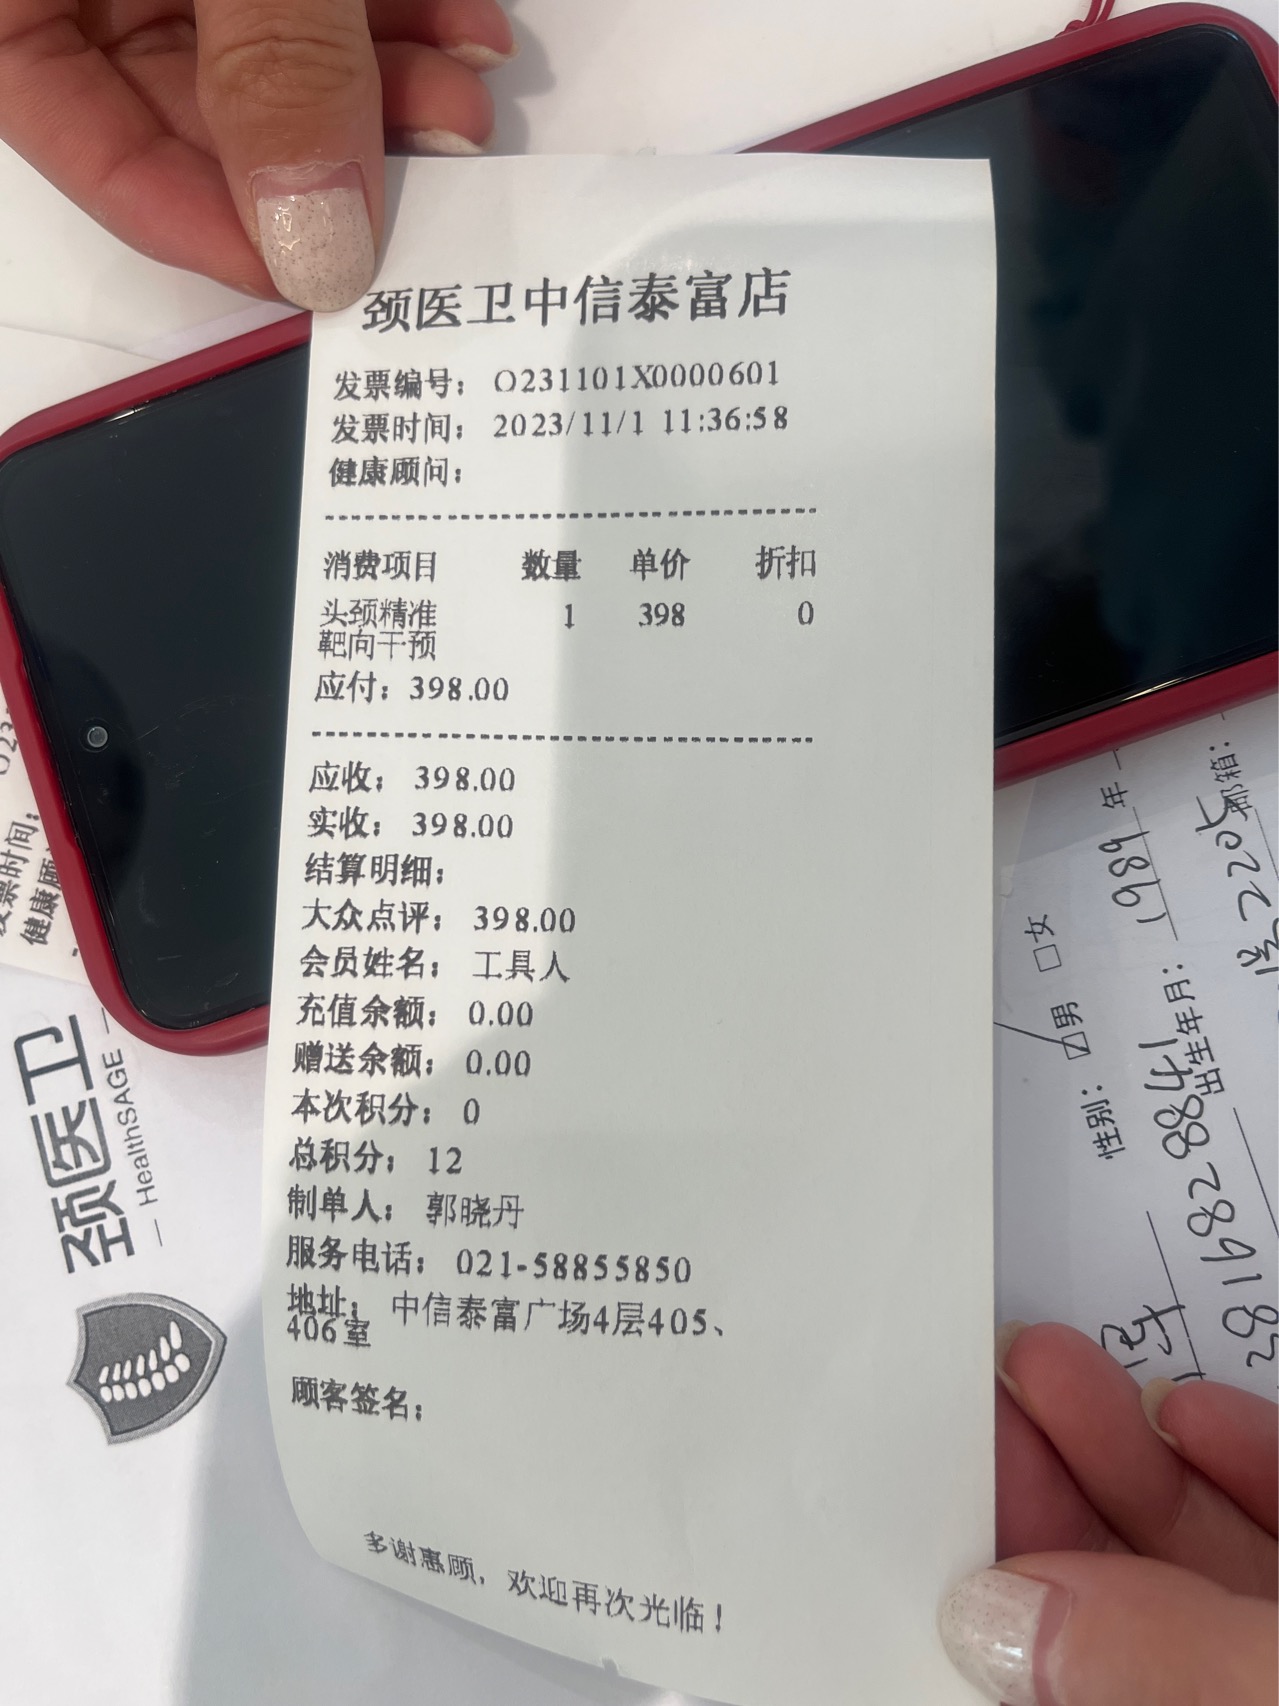 颈医卫中信泰富店
发票编号： O231101X0000601
发票时间： 2023/11/1 11:36:58
健康顾问：
消费项目 数量 单价 折扣
头颈精准 1 398 0
靶向干预
应付：398.00
应收： 398.00
实收： 398.00
结算明细：
大众点评： 398.00
会员姓名： 工具人
充值余额： 0.00
赠送余额： 0.00
本次积分： 0
总积分： 12
制单人： 郭晓丹
服务电话： 021-58855850
地址： 中信泰富广场4层405、
406室
顾客签名：
多谢惠顾，欢迎再次光临！
O23
发票时间：
健康顾
颈医卫
— HealthSAGE —
性别： ☑男 □女
出生年月： 1989 年
邮箱：